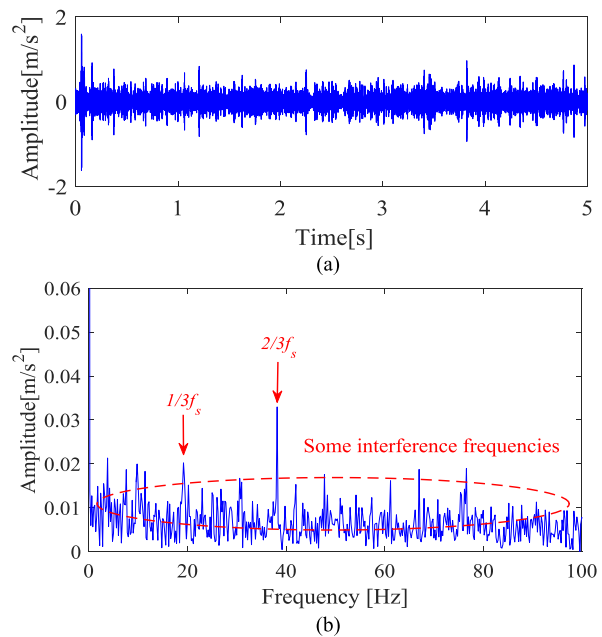 2
0
-2
Amplitude[m/s²]
0 1 2 3 4 5
Time[s]
(a)
0.06
0.05
0.04
0.03
0.02
0.01
0
Amplitude[m/s²]
2/3fₛ
1/3fₛ
Some interference frequencies
0 20 40 60 80 100
Frequency [Hz]
(b)